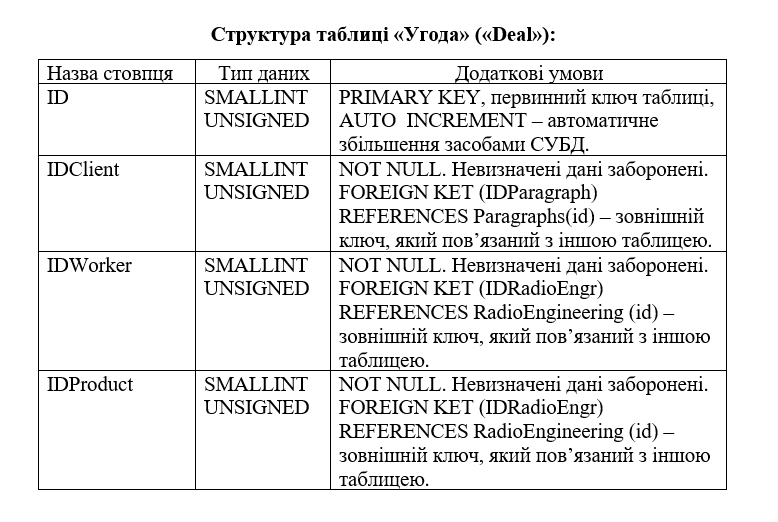 Структура таблиці «Угода» («Deal»):
Назва стовпця Тип даних Додаткові умови
ID SMALLINT UNSIGNED PRIMARY KEY, первинний ключ таблиці,
AUTO INCREMENT – автоматичне
збільшення засобами СУБД.
IDClient SMALLINT UNSIGNED NOT NULL. Невизначені дані заборонені.
FOREIGN KET (IDParagraph)
REFERENCES Paragraphs(id) – зовнішній
ключ, який пов’язаний з іншою таблицею.
IDWorker SMALLINT UNSIGNED NOT NULL. Невизначені дані заборонені.
FOREIGN KET (IDRadioEngr)
REFERENCES RadioEngineering (id) –
зовнішній ключ, який пов’язаний з іншою
таблицею.
IDProduct SMALLINT UNSIGNED NOT NULL. Невизначені дані заборонені.
FOREIGN KET (IDRadioEngr)
REFERENCES RadioEngineering (id) –
зовнішній ключ, який пов’язаний з іншою
таблицею.